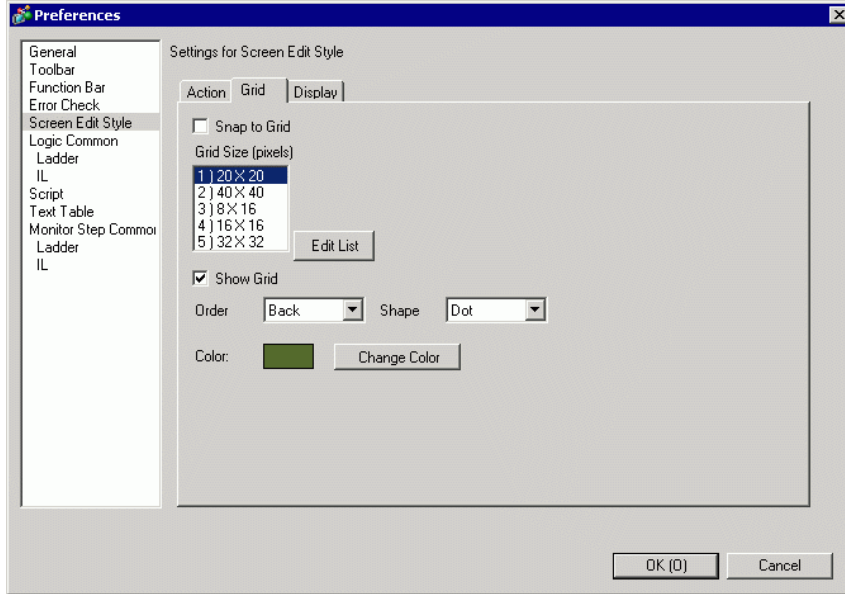 Preferences
General
Toolbar
Function Bar
Error Check
Screen Edit Style
Logic Common
Ladder
IL
Script
Text Table
Monitor Step Commo
Ladder
IL
Settings for Screen Edit Style
Action Grid Display
Snap to Grid
Grid Size (pixels)
1 ) 20 X 20
2 ) 40 X 40
3 ) 8 X 16
4 ) 16 X 16
5 ) 32 X 32
Edit List
Show Grid
Order Back Shape Dot
Color: Change Color
OK (O) Cancel